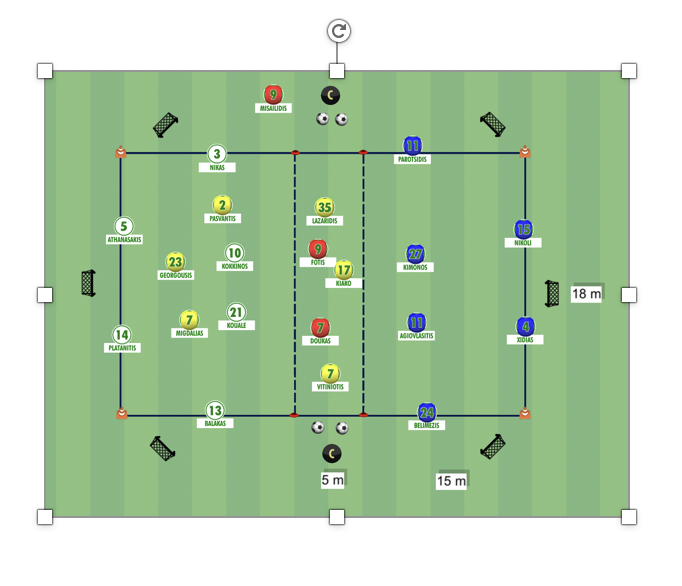 9
MISAILIDIS
C
3
NIKAS
11
PAROTSIDIS
2
PASVANTIS
35
LAZARIDIS
5
ATHANASAKIS
15
NIKOLI
23
GEORGOUSIS
10
KOKKINOS
9
FOTIS
17
KIAKO
27
KIMONOS
18 m
7
MIGDALIAS
21
KOUALE
7
DOUKAS
11
AGIOVLASITIS
14
PLATANITIS
4
XIDIAS
7
VITINIOTIS
13
BALAKAS
24
BELIMEZIS
C
5 m
15 m